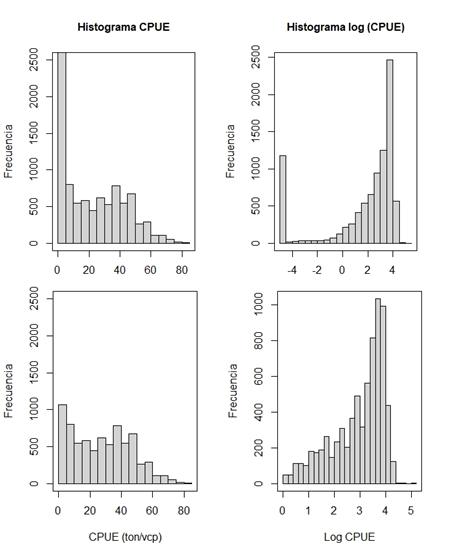 Histograma CPUE
Histograma log (CPUE)
Frecuencia
0 500 1000 1500 2000 2500
0 20 40 60 80
Frecuencia
0 500 1000 1500 2000 2500
-4 -2 0 2 4
Frecuencia
0 500 1000 1500 2000 2500
0 20 40 60 80
CPUE (ton/vcp)
Frecuencia
0 200 400 600 800 1000
0 1 2 3 4 5
Log CPUE